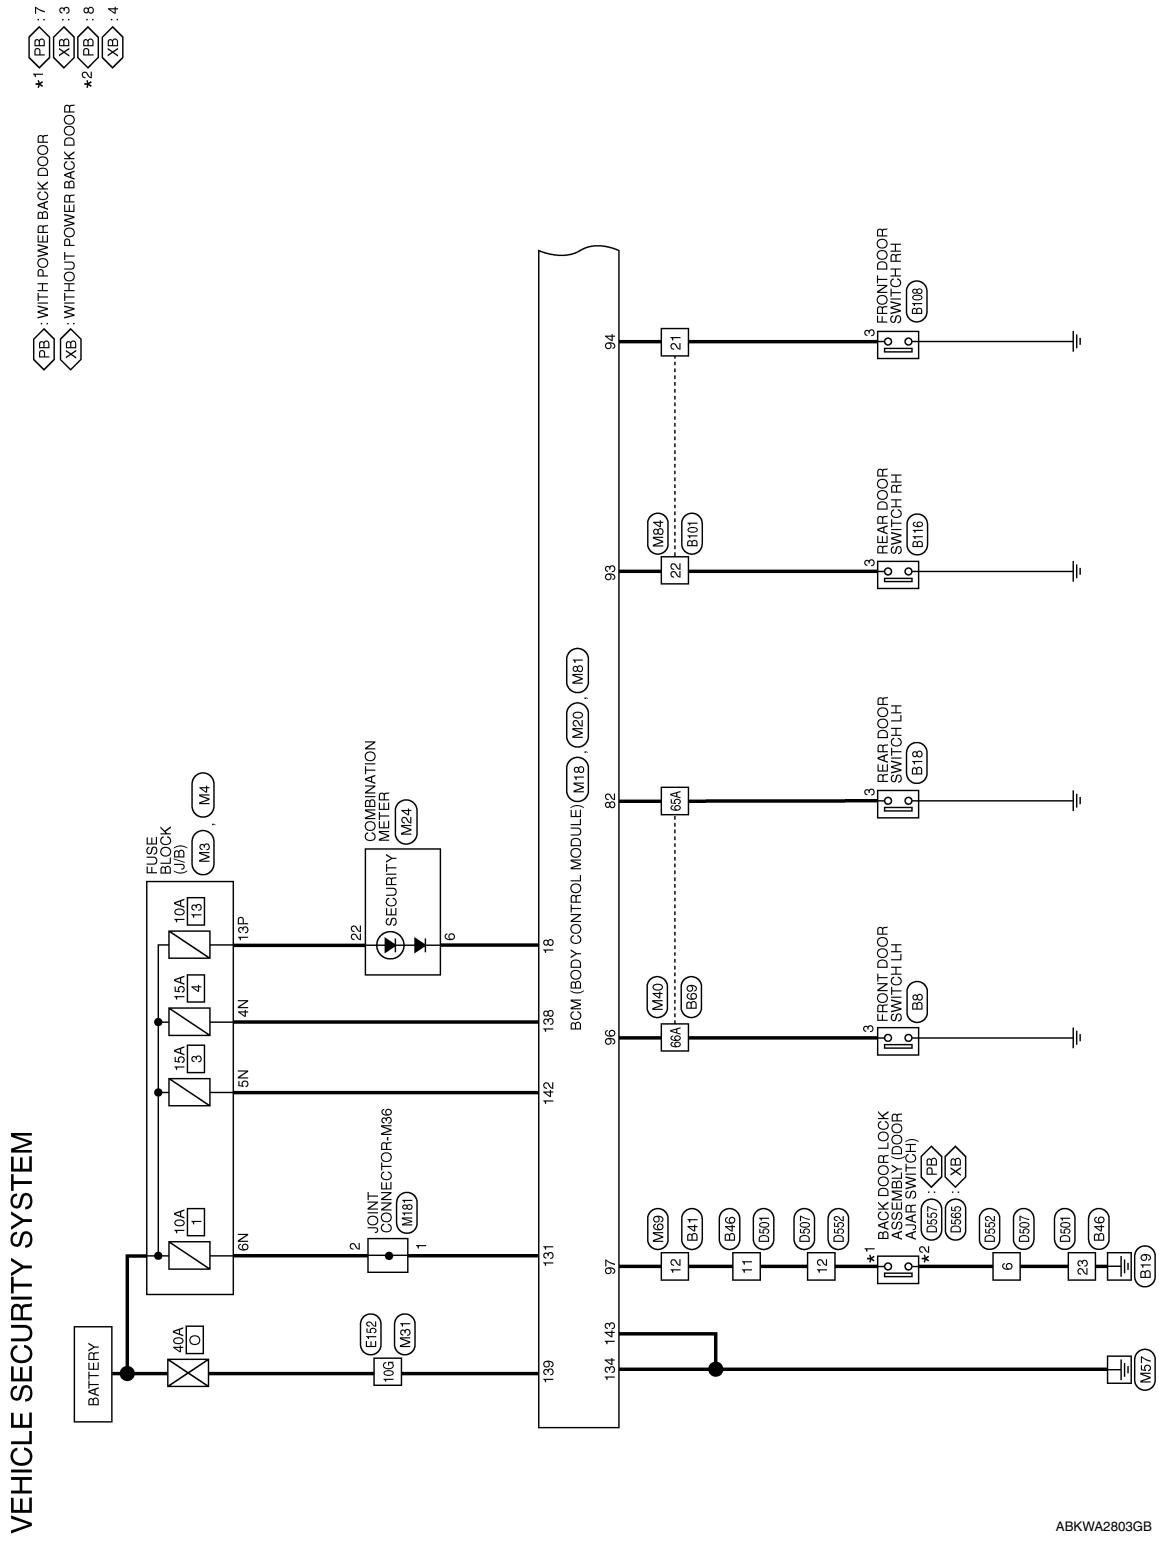 VEHICLE SECURITY SYSTEM
PB : WITH POWER BACK DOOR
XB : WITHOUT POWER BACK DOOR
*1 PB : 7
XB : 3
*2 PB : 8
XB : 4
BATTERY
40A
O
E152
10G
M31
139
FUSE
BLOCK
(J/B)
M3 , M4
10A
1
6N
15A
3
5N
15A
4
4N
10A
13
13P
2
1
JOINT
CONNECTOR-M36
M181
131
142
138
22
6
SECURITY
COMBINATION
METER
M24
18
BCM (BODY CONTROL MODULE) M18 , M20 , M81
134
143
97
96
82
93
94
M57
M69
12
B41
B46
11
D501
D507
12
D552
*1
*2
BACK DOOR LOCK
ASSEMBLY (DOOR
AJAR SWITCH)
D557 : PB
D565 : XB
D552
6
D507
D501
23
B46
B19
M40
66A
B69
3
FRONT DOOR
SWITCH LH
B8
65A
3
REAR DOOR
SWITCH LH
B18
M84
22
B101
3
REAR DOOR
SWITCH RH
B116
21
3
FRONT DOOR
SWITCH RH
B108
ABKWA2803GB